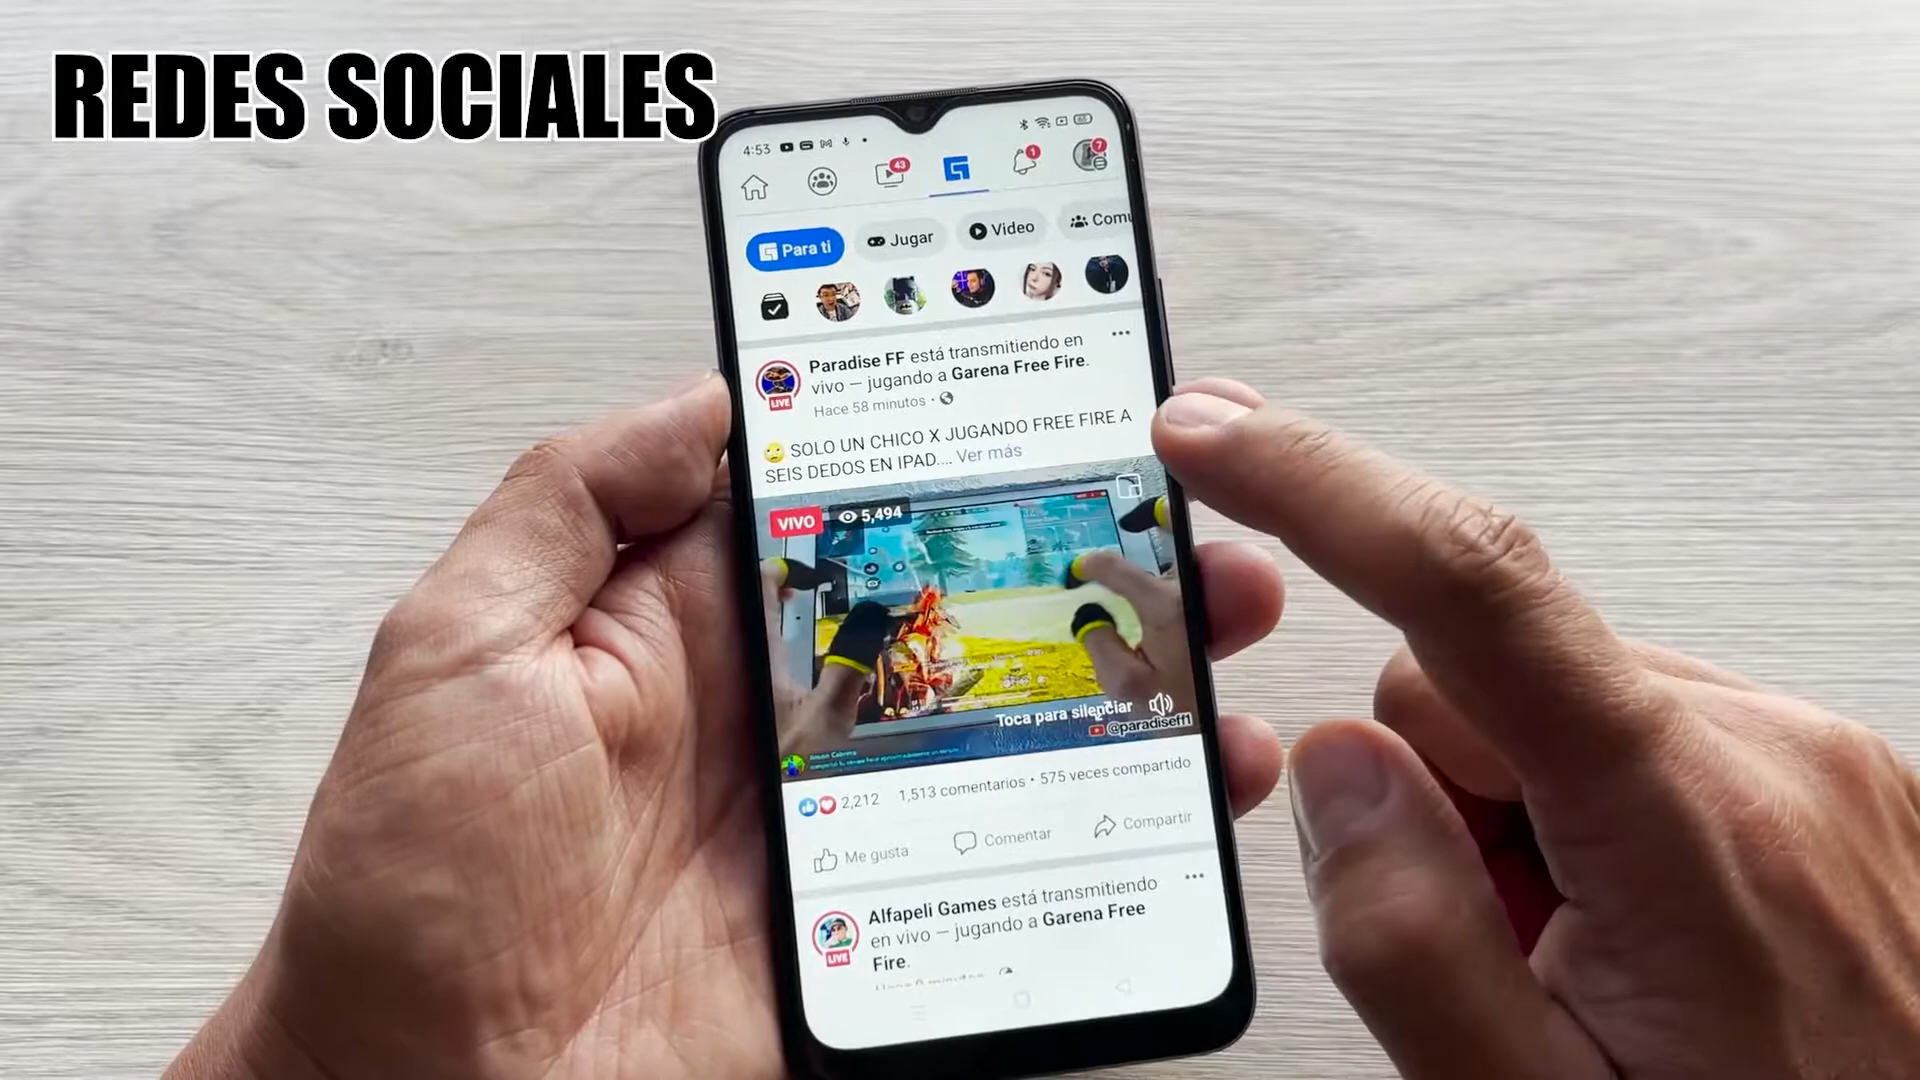 REDES SOCIALES
4:53
43
1
7
Para ti
Jugar
Video
Comu
Paradise FF está transmitiendo en
vivo — jugando a Garena Free Fire.
LIVE
Hace 58 minutos ·
SOLO UN CHICO X JUGANDO FREE FIRE A
SEIS DEDOS EN IPAD.... Ver más
VIVO
5,494
Toca para silenciar
@paradiseff1
2,212
1,513 comentarios • 575 veces compartido
Me gusta
Comentar
Compartir
Alfapeli Games está transmitiendo
en vivo — jugando a Garena Free
Fire.
LIVE